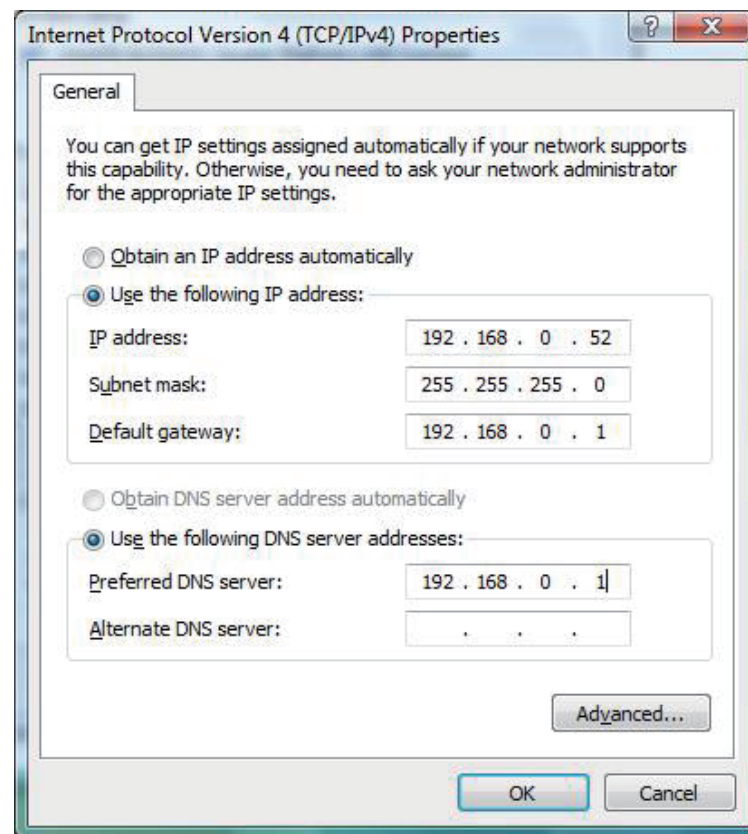 Internet Protocol Version 4 (TCP/IPv4) Properties
?
X
General
You can get IP settings assigned automatically if your network supports
this capability. Otherwise, you need to ask your network administrator
for the appropriate IP settings.
Obtain an IP address automatically
Use the following IP address:
IP address: 192 . 168 . 0 . 52
Subnet mask: 255 . 255 . 255 . 0
Default gateway: 192 . 168 . 0 . 1
Obtain DNS server address automatically
Use the following DNS server addresses:
Preferred DNS server: 192 . 168 . 0 . 1
Alternate DNS server: . . .
Advanced...
OK Cancel